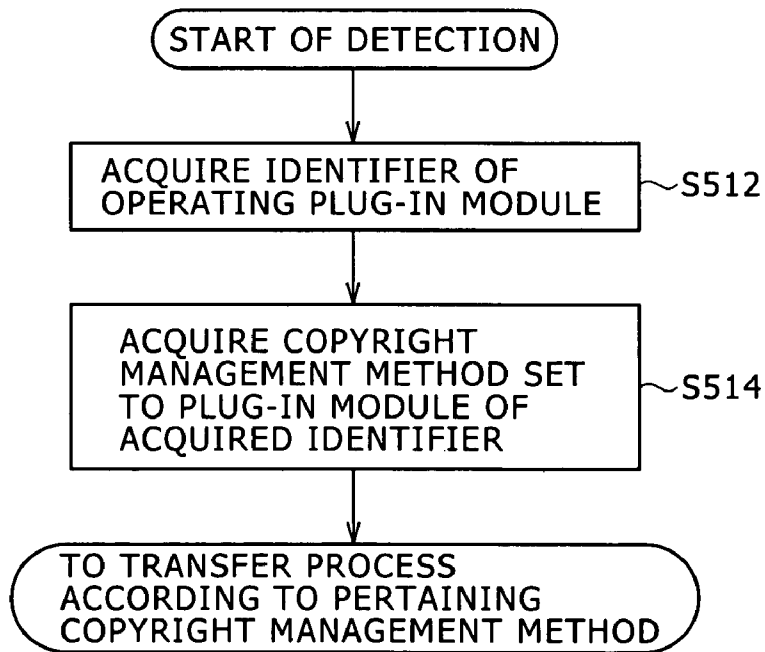 START OF DETECTION
ACQUIRE IDENTIFIER OF
OPERATING PLUG-IN MODULE
S512
ACQUIRE COPYRIGHT
MANAGEMENT METHOD SET
TO PLUG-IN MODULE OF
ACQUIRED IDENTIFIER
S514
TO TRANSFER PROCESS
ACCORDING TO PERTAINING
COPYRIGHT MANAGEMENT METHOD